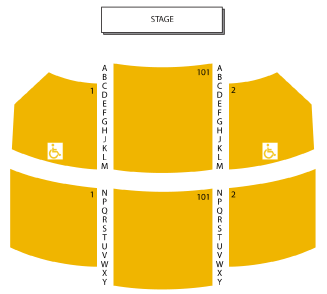 STAGE
1 101 2
A A
B B
C C
D D
E E
F F
G G
H H
J J
K K
L L
M M
1 101 2
N N
P P
Q Q
R R
S S
T T
U U
V V
W W
X X
Y Y